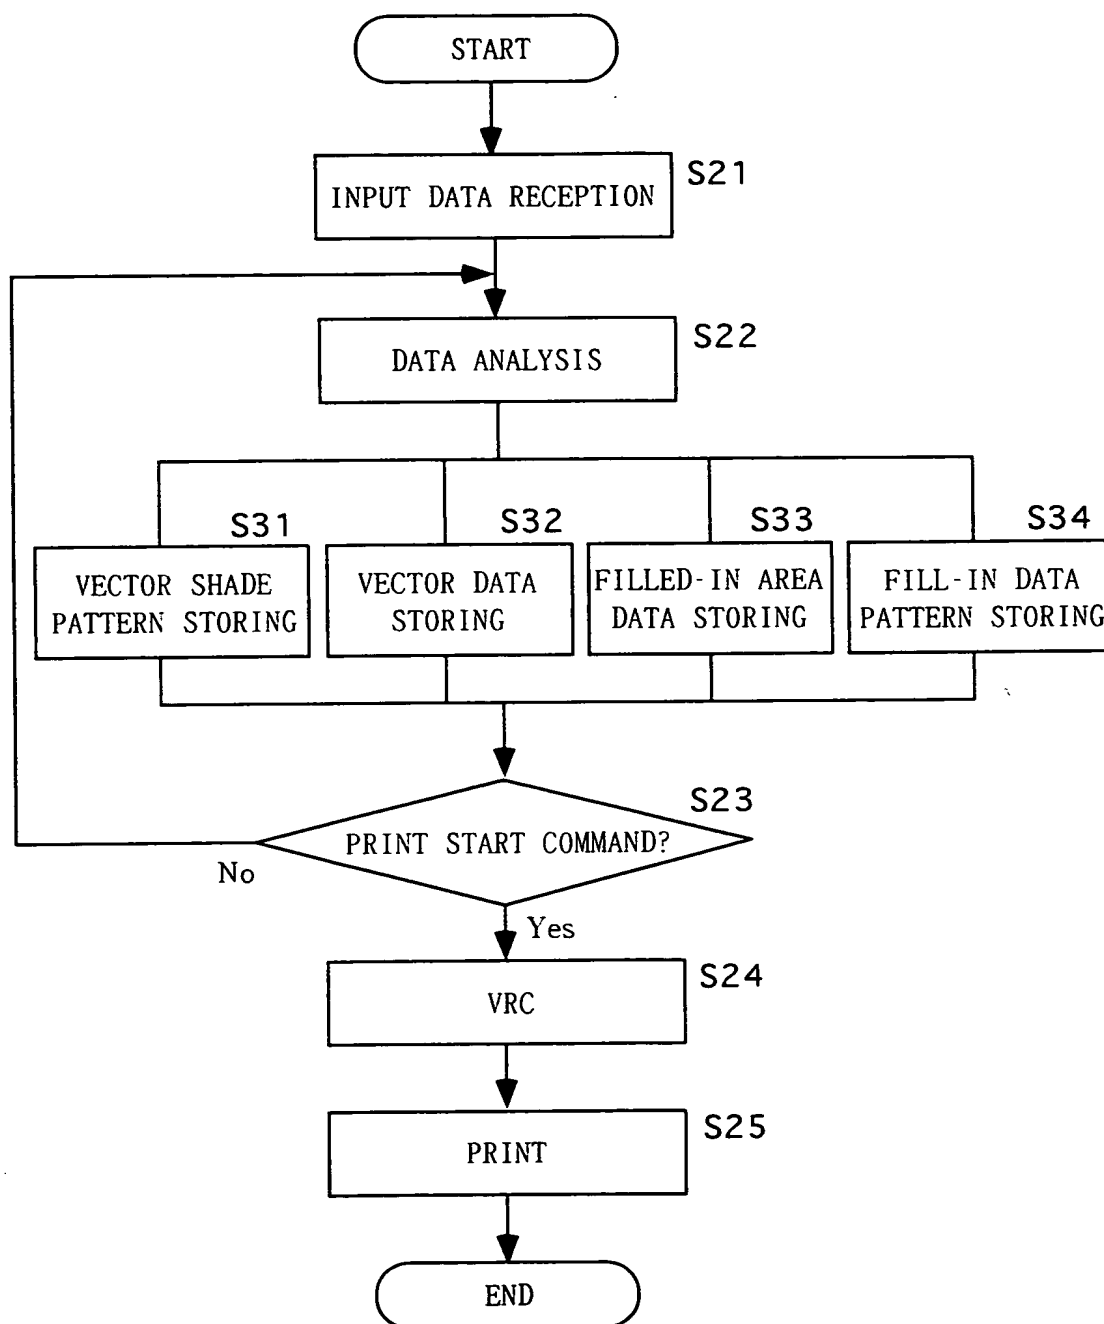 START
S21
INPUT DATA RECEPTION
S22
DATA ANALYSIS
S31
S32
S33
S34
VECTOR SHADE
PATTERN STORING
VECTOR DATA
STORING
FILLED-IN AREA
DATA STORING
FILL-IN DATA
PATTERN STORING
S23
PRINT START COMMAND?
No
Yes
S24
VRC
S25
PRINT
END